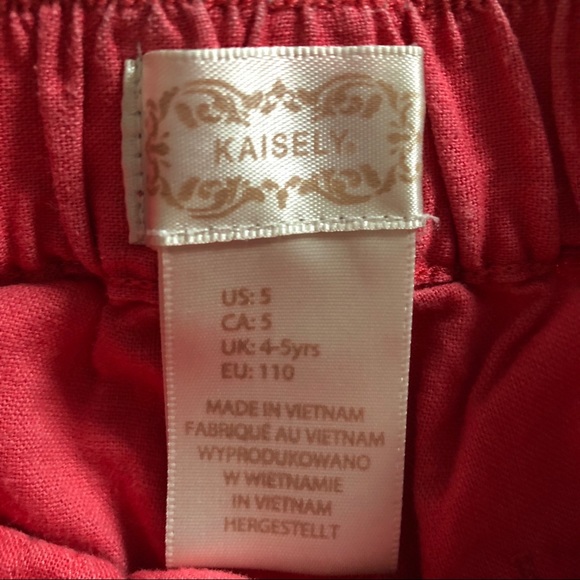 KAISELY.
US: 5
CA: 5
UK: 4-5yrs
EU: 110
MADE IN VIETNAM
FABRIQUÉ AU VIETNAM
WYPRODUKOWANO
W WIETNAMIE
IN VIETNAM
HERGESTELLT